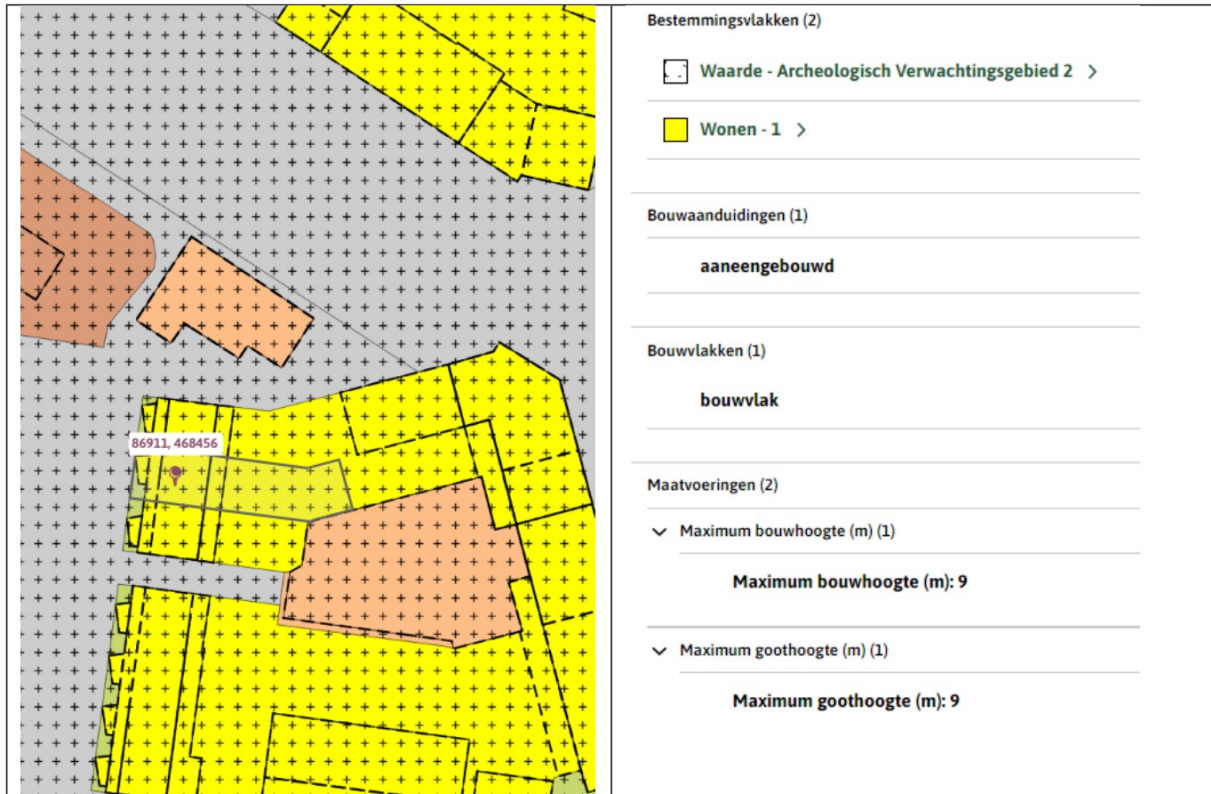 86911, 468456
Bestemmingsvlakken (2)
Waarde - Archeologisch Verwachtingsgebied 2
Wonen - 1
Bouwaanduidingen (1)
aaneengebouwd
Bouwvlakken (1)
bouwvlak
Maatvoeringen (2)
Maximum bouwhoogte (m) (1)
Maximum bouwhoogte (m): 9
Maximum goothoogte (m) (1)
Maximum goothoogte (m): 9